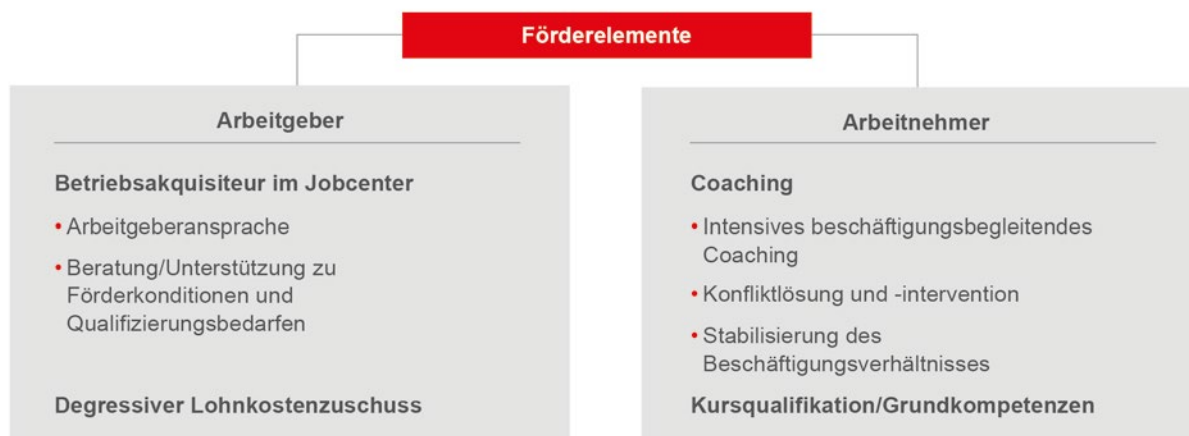 Förderelemente
Arbeitgeber
Betriebsakquisiteur im Jobcenter
• Arbeitgeberansprache
• Beratung/Unterstützung zu
Förderkonditionen und
Qualifizierungsbedarfen
Degressiver Lohnkostenzuschuss
Arbeitnehmer
Coaching
• Intensives beschäftigungsbegleitendes
Coaching
• Konfliktlösung und -intervention
• Stabilisierung des
Beschäftigungsverhältnisses
Kursqualifikation/Grundkompetenzen